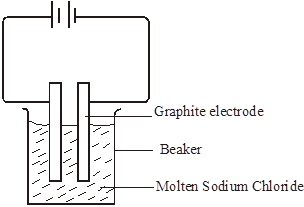 Graphite electrode
Beaker
Molten Sodium Chloride